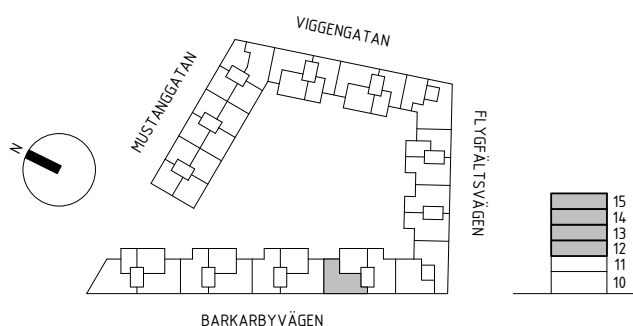 VIGGENGATAN
MUSTANGGATAN
FLYGFÄLTSVÄGEN
N
15
14
13
12
11
10
BARKARBYVÄGEN